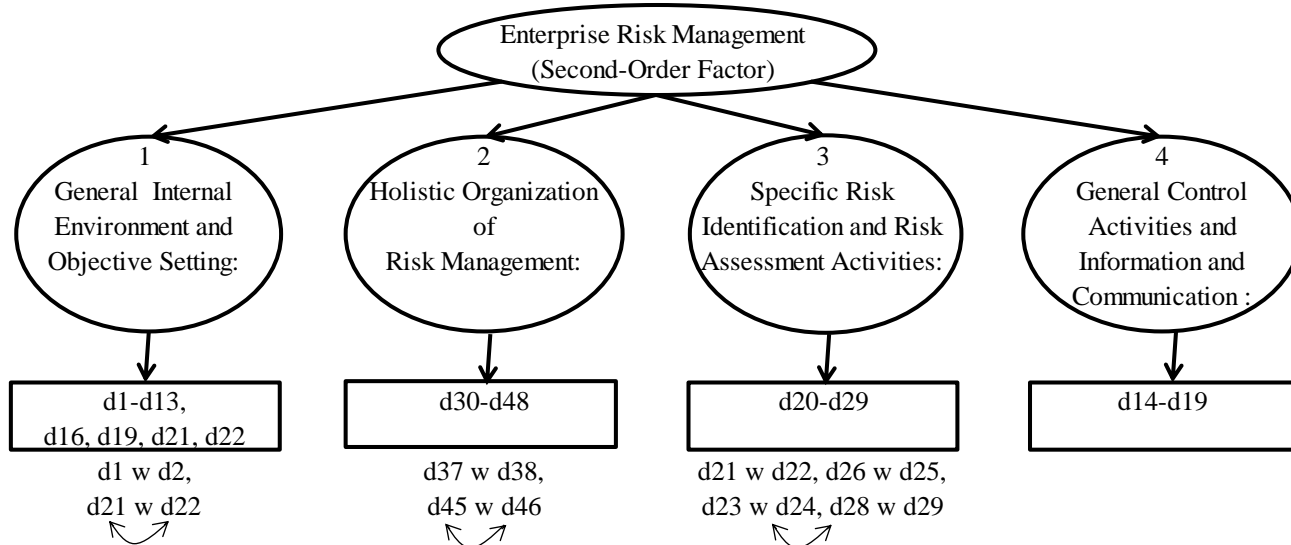 Enterprise Risk Management
(Second-Order Factor)
1
General Internal
Environment and
Objective Setting:
2
Holistic Organization
of
Risk Management:
3
Specific Risk
Identification and Risk
Assessment Activities:
4
General Control
Activities and
Information and
Communication :
d1-d13,
d16, d19, d21, d22
d30-d48
d20-d29
d14-d19
d1 w d2,
d21 w d22
d37 w d38,
d45 w d46
d21 w d22, d26 w d25,
d23 w d24, d28 w d29